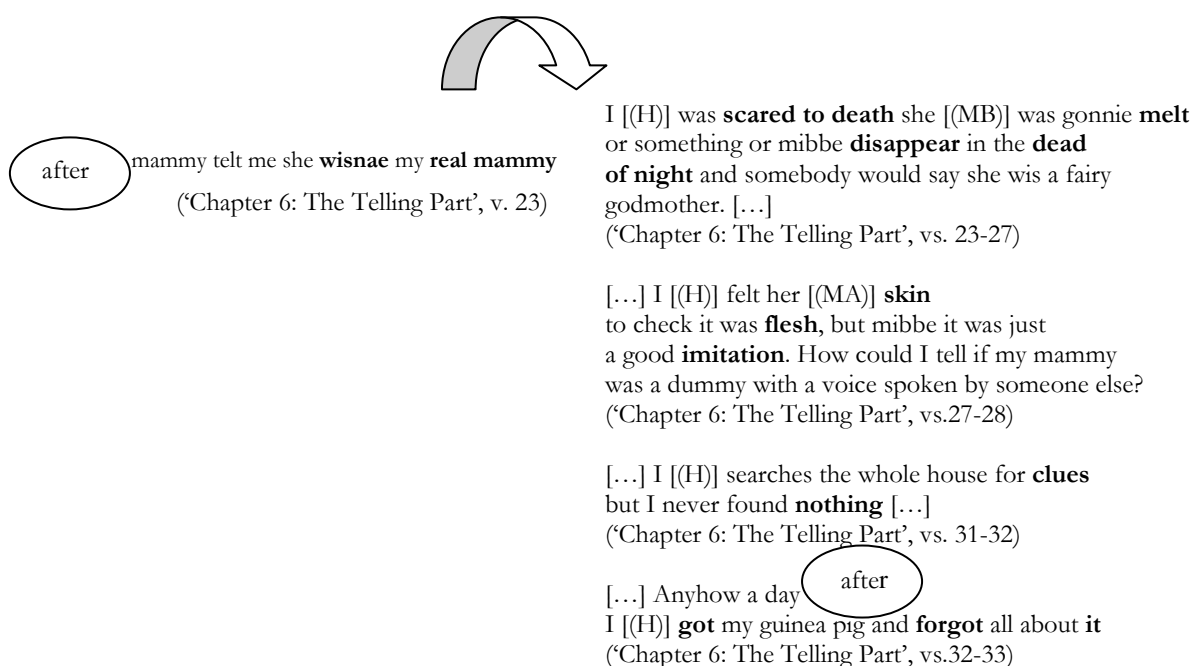 after mammy telt me she wisnae my real mammy
(‘Chapter 6: The Telling Part’, v. 23)
I [(H)] was scared to death she [(MB)] was gonnie melt
or something or mibbe disappear in the dead
of night and somebody would say she wis a fairy
godmother. […]
(‘Chapter 6: The Telling Part’, vs. 23-27)
[…] I [(H)] felt her [(MA)] skin
to check it was flesh, but mibbe it was just
a good imitation. How could I tell if my mammy
was a dummy with a voice spoken by someone else?
(‘Chapter 6: The Telling Part’, vs.27-28)
[…] I [(H)] searches the whole house for clues
but I never found nothing […]
(‘Chapter 6: The Telling Part’, vs. 31-32)
[…] Anyhow a day after
I [(H)] got my guinea pig and forgot all about it
(‘Chapter 6: The Telling Part’, vs.32-33)